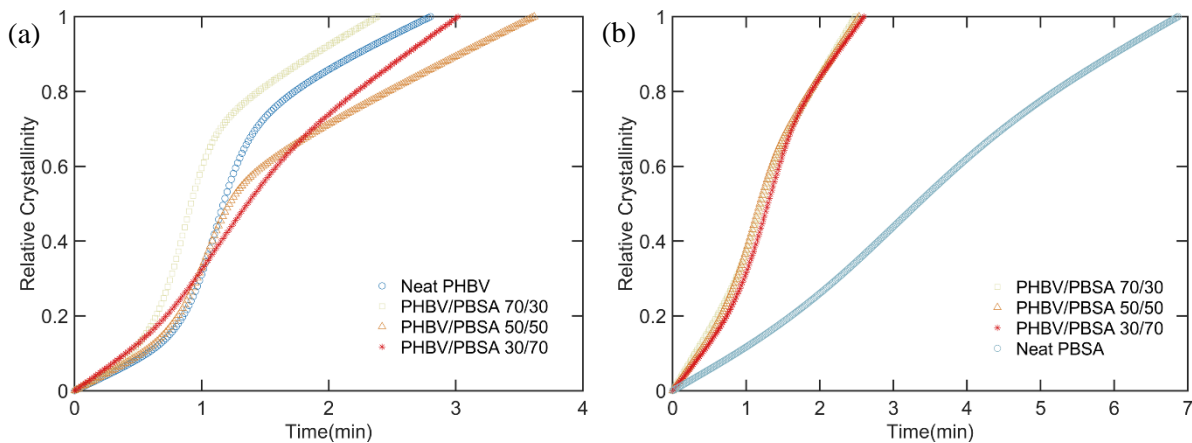 (a)
1
0.8
0.6
0.4
0.2
0
Relative Crystallinity
Neat PHBV
PHBV/PBSA 70/30
PHBV/PBSA 50/50
PHBV/PBSA 30/70
0 1 2 3 4
Time(min)
(b)
1
0.8
0.6
0.4
0.2
0
Relative Crystallinity
PHBV/PBSA 70/30
PHBV/PBSA 50/50
PHBV/PBSA 30/70
Neat PBSA
0 1 2 3 4 5 6 7
Time(min)